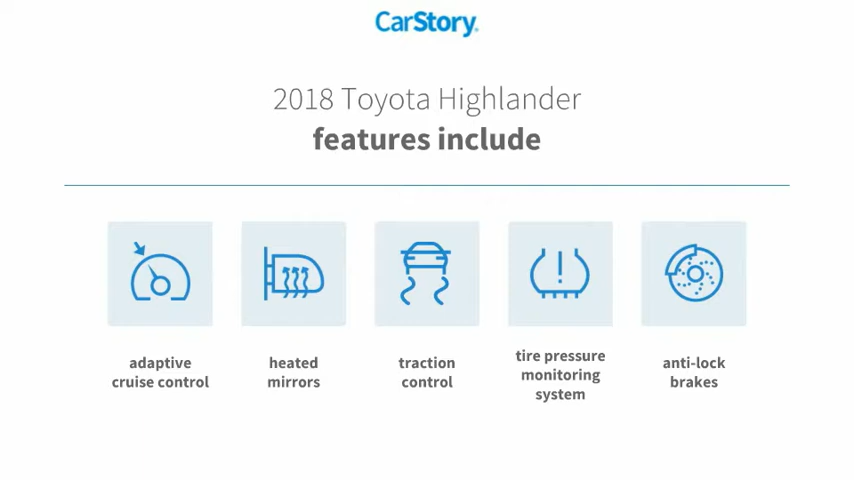 CarStory.
2018 Toyota Highlander
features include
adaptive
cruise control
heated
mirrors
traction
control
tire pressure
monitoring
system
anti-lock
brakes